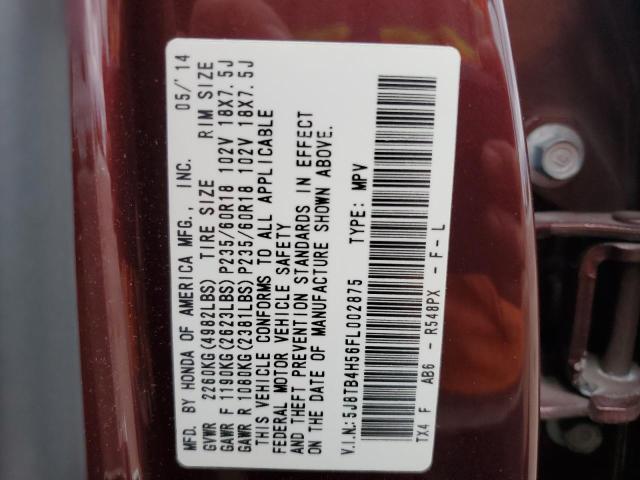 MFD. BY HONDA OF AMERICA MFG., INC. 05/'14
GVWR 2260KG(4982LBS) TIRE SIZE RIM SIZE
GAWR F 1190KG(2623LBS)P235/60R18 102V 18X7.5J
GAWR R 1080KG(2381LBS)P235/60R18 102V 18X7.5J
THIS VEHICLE CONFORMS TO ALL APPLICABLE
FEDERAL MOTOR VEHICLE SAFETY
AND THEFT PREVENTION STANDARDS IN EFFECT
ON THE DATE OF MANUFACTURE SHOWN ABOVE.
V.I.N.:5J8TB4H56FL002875 TYPE: MPV
TX4 F AB6 - R548PX - F-L